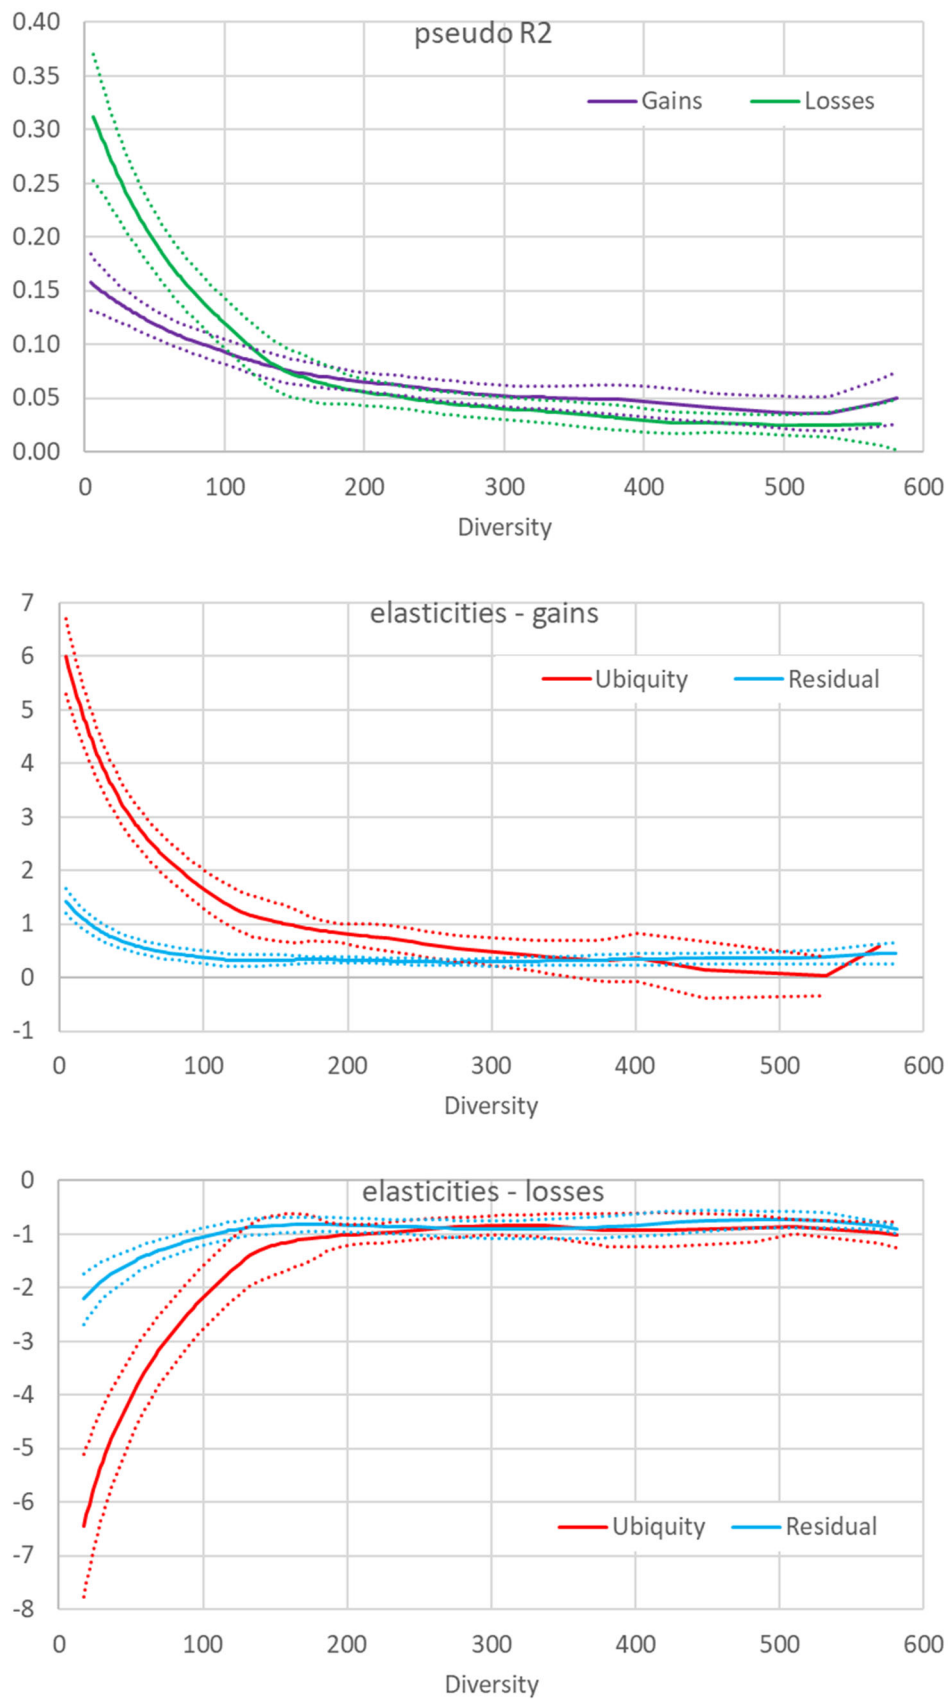 pseudo R2
0.40
0.35
0.30
0.25
0.20
0.15
0.10
0.05
0.00
Gains Losses
0 100 200 300 400 500 600
Diversity
elasticities - gains
7
6
5
4
3
2
1
0
-1
Ubiquity Residual
0 100 200 300 400 500 600
Diversity
elasticities - losses
0
-1
-2
-3
-4
-5
-6
-7
-8
Ubiquity Residual
0 100 200 300 400 500 600
Diversity